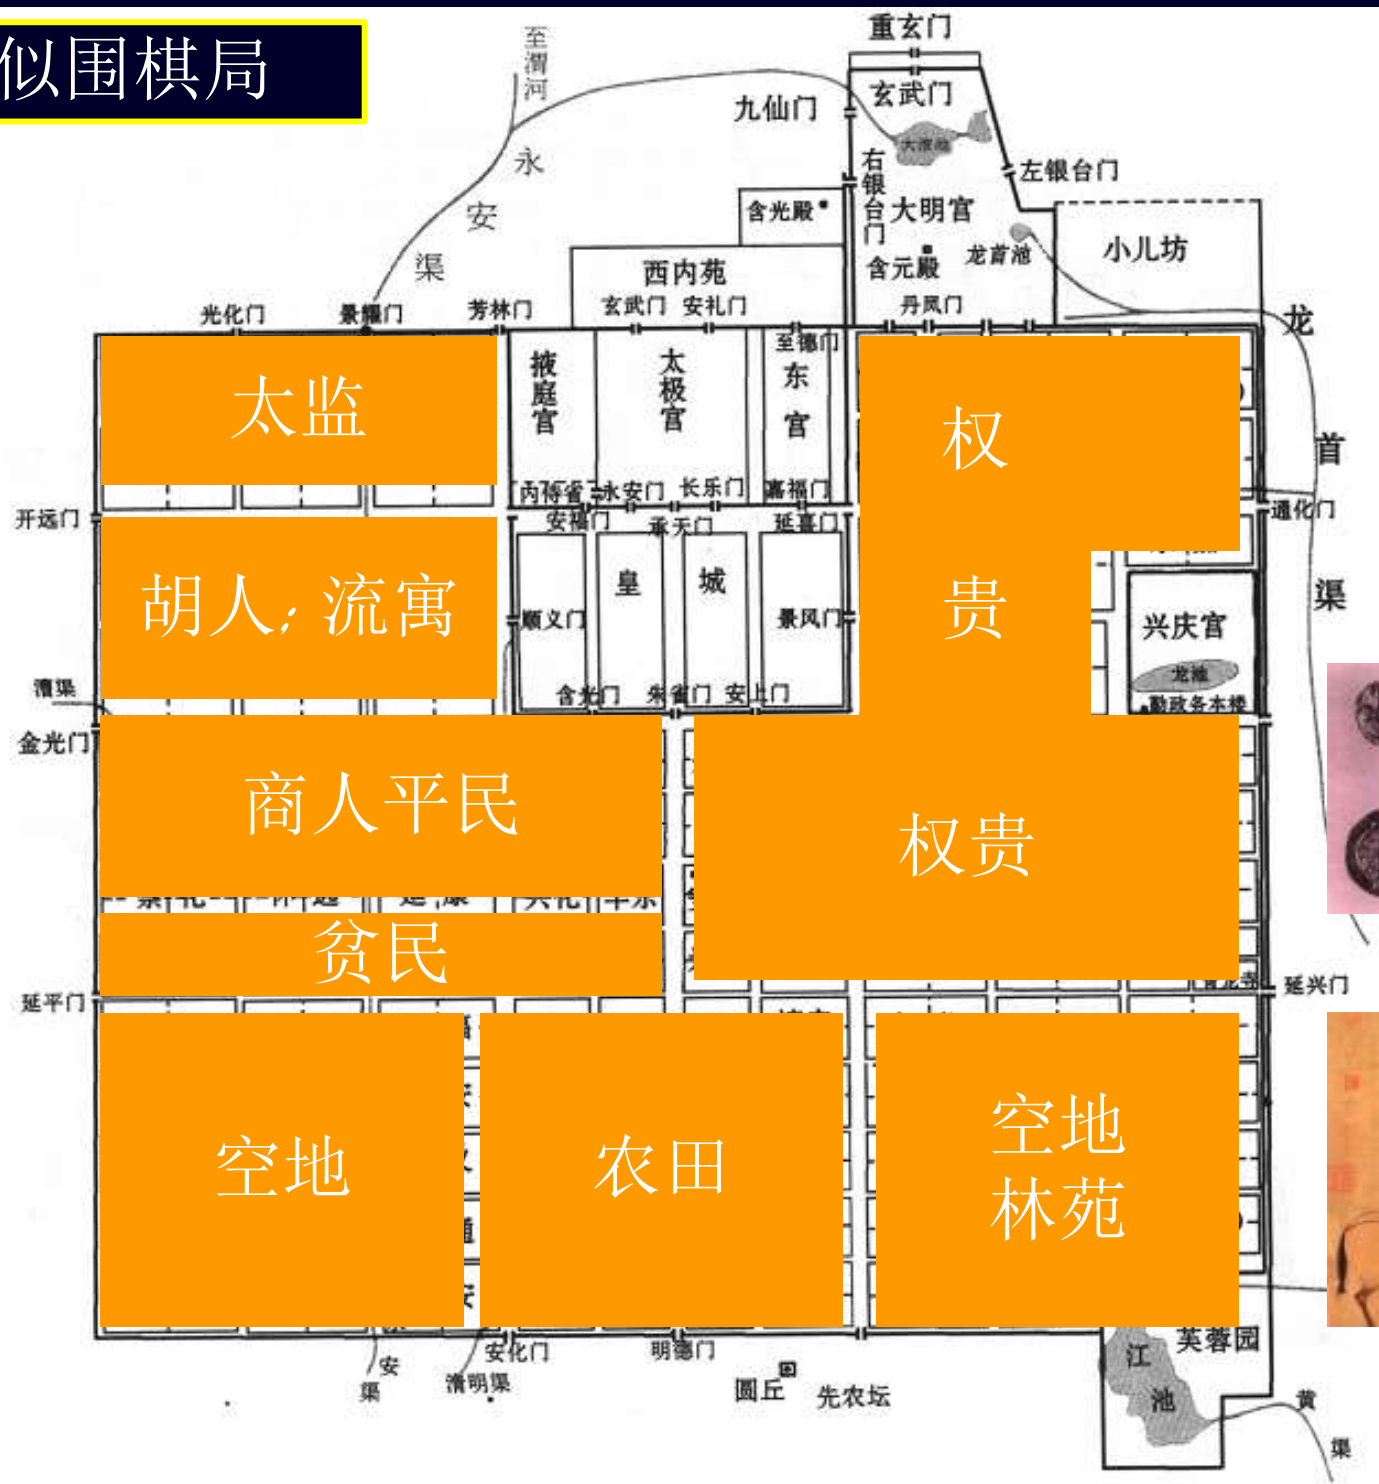 似围棋局
重玄门
至渭河
玄武门
九仙门
大液池
永安渠
右银台门
左银台门
含光殿
大明宫
龙首池
小儿坊
西内苑
含元殿
光化门
景耀门
芳林门
玄武门
安礼门
丹凤门
龙首渠
至德门
掖庭宫
太极宫
东宫
太监
权贵
内侍省
永安门
长乐门
嘉福门
开远门
安福门
承天门
延喜门
通化门
胡人; 流寓
皇城
顺义门
景风门
兴庆宫
龙池
勤政务本楼
漕渠
含光门
朱雀门
安上门
金光门
商人平民
权贵
贫民
延平门
延兴门
空地
农田
空地
林苑
安渠
清明渠
安化门
明德门
圆丘
先农坛
芙蓉园
江池
黄渠